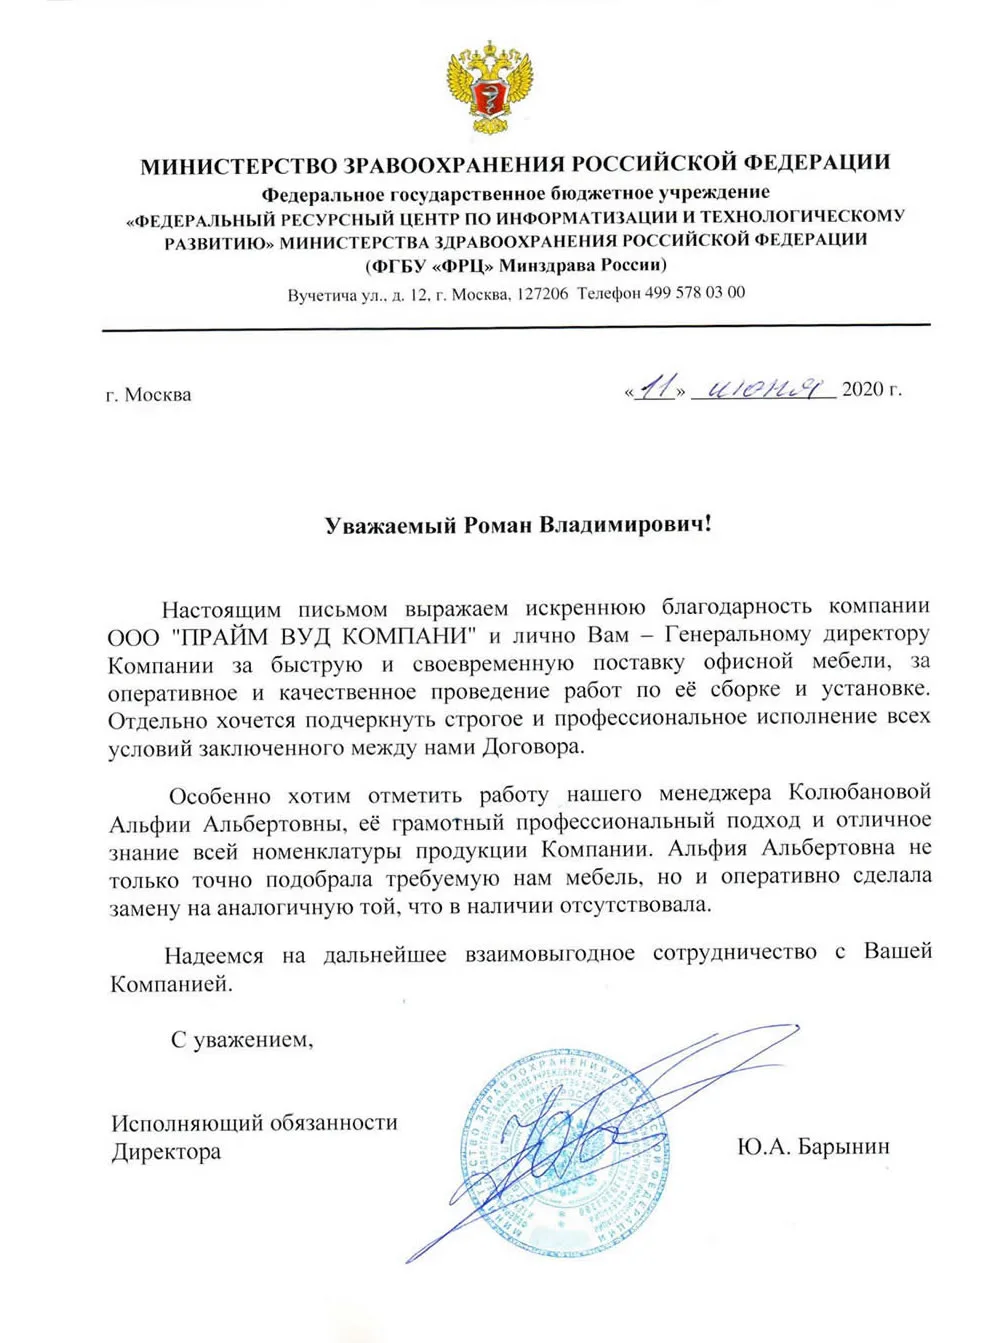 МИНИСТЕРСТВО ЗРАВООХРАНЕНИЯ РОССИЙСКОЙ ФЕДЕРАЦИИ
Федеральное государственное бюджетное учреждение
«ФЕДЕРАЛЬНЫЙ РЕСУРСНЫЙ ЦЕНТР ПО ИНФОРМАТИЗАЦИИ И ТЕХНОЛОГИЧЕСКОМУ
РАЗВИТИЮ» МИНИСТЕРСТВА ЗДРАВООХРАНЕНИЯ РОССИЙСКОЙ ФЕДЕРАЦИИ
(ФГБУ «ФРЦ» Минздрава России)
Вучетича ул., д. 12, г. Москва, 127206 Телефон 499 578 03 00
г. Москва «11» июня 2020 г.
Уважаемый Роман Владимирович!
Настоящим письмом выражаем искреннюю благодарность компании
ООО "ПРАЙМ ВУД КОМПАНИ" и лично Вам – Генеральному директору
Компании за быструю и своевременную поставку офисной мебели, за
оперативное и качественное проведение работ по её сборке и установке.
Отдельно хочется подчеркнуть строгое и профессиональное исполнение всех
условий заключенного между нами Договора.
Особенно хотим отметить работу нашего менеджера Колюбановой
Альфии Альбертовны, её грамотный профессиональный подход и отличное
знание всей номенклатуры продукции Компании. Альфия Альбертовна не
только точно подобрала требуемую нам мебель, но и оперативно сделала
замену на аналогичную той, что в наличии отсутствовала.
Надеемся на дальнейшее взаимовыгодное сотрудничество с Вашей
Компанией.
С уважением,
Исполняющий обязанности
Директора
Ю.А. Барынин
МИНИСТЕРСТВО ЗДРАВООХРАНЕНИЯ РОССИЙСКОЙ ФЕДЕРАЦИИ